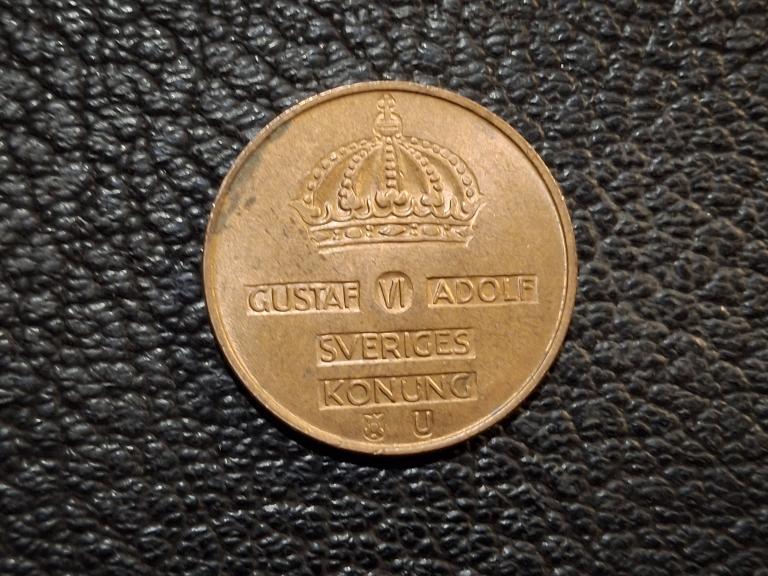 GUSTAF VI ADOLF
SVERIGES
KONUNG
U